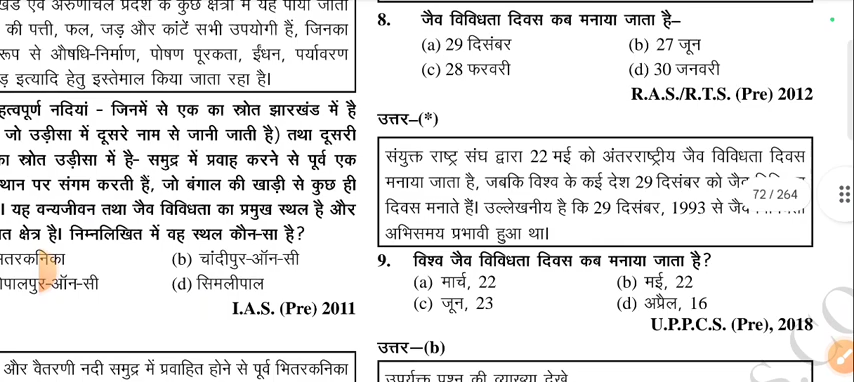 एवं अरुणाचल प्रदेश के कुछ क्षेत्रों में यह पाया जाता
की पत्ती, फल, जड़ और कांटें सभी उपयोगी हैं, जिनका
रूप से औषधि-निर्माण, पोषण पूरकता, ईंधन, पर्यावरण
इत्यादि हेतु इस्तेमाल किया जाता रहा है।
नदियां - जिनमें से एक का स्रोत झारखंड में है
जो उड़ीसा में दूसरे नाम से जानी जाती है) तथा दूसरी
का स्रोत उड़ीसा में है- समुद्र में प्रवाह करने से पूर्व एक
पर संगम करती हैं, जो बंगाल की खाड़ी से कुछ ही
। यह वन्यजीवन तथा जैव विविधता का प्रमुख स्थल है और
क्षेत्र है। निम्नलिखित में वह स्थल कौन-सा है?
(b) चांदीपुर-ऑन-सी
(d) सिमलीपाल
I.A.S. (Pre) 2011
और वैतरणी नदी समुद्र में प्रवाहित होने से पूर्व भितरकनिका
8. जैव विविधता दिवस कब मनाया जाता है–
(a) 29 दिसंबर (b) 27 जून
(c) 28 फरवरी (d) 30 जनवरी
R.A.S./R.T.S. (Pre) 2012
उत्तर–(*)
संयुक्त राष्ट्र संघ द्वारा 22 मई को अंतरराष्ट्रीय जैव विविधता दिवस
मनाया जाता है, जबकि विश्व के कई देश 29 दिसंबर को
72 / 264
दिवस मनाते हैं। उल्लेखनीय है कि 29 दिसंबर, 1993 से
अभिसमय प्रभावी हुआ था।
9. विश्व जैव विविधता दिवस कब मनाया जाता है?
(a) मार्च, 22 (b) मई, 22
(c) जून, 23 (d) अप्रैल, 16
U.P.P.C.S. (Pre), 2018
उत्तर—(b)
उपर्युक्त प्रश्न की व्याख्या देखें